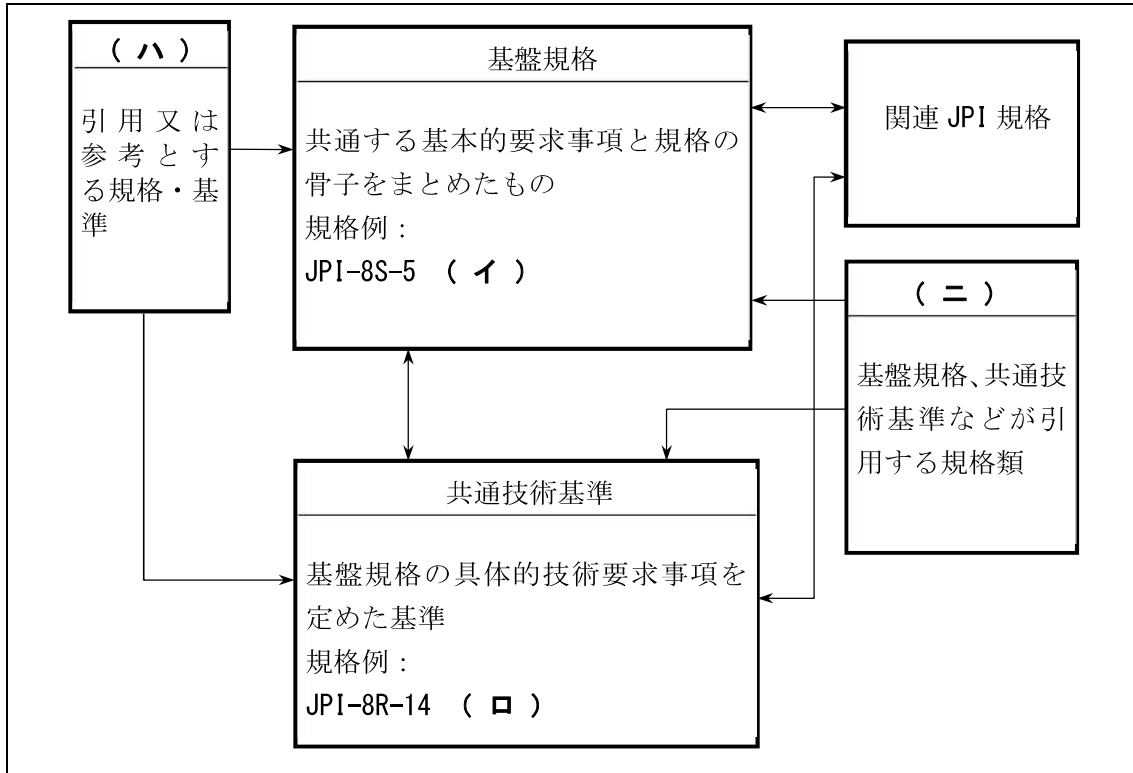 ( ハ )
引用又は
参考とす
る規格・基
準
基盤規格
共通する基本的要求事項と規格の
骨子をまとめたもの
規格例：
JPI-8S-5 ( イ )
関連 JPI 規格
( ニ )
基盤規格、共通技
術基準などが引
用する規格類
共通技術基準
基盤規格の具体的技術要求事項を
定めた基準
規格例：
JPI-8R-14 ( ロ )